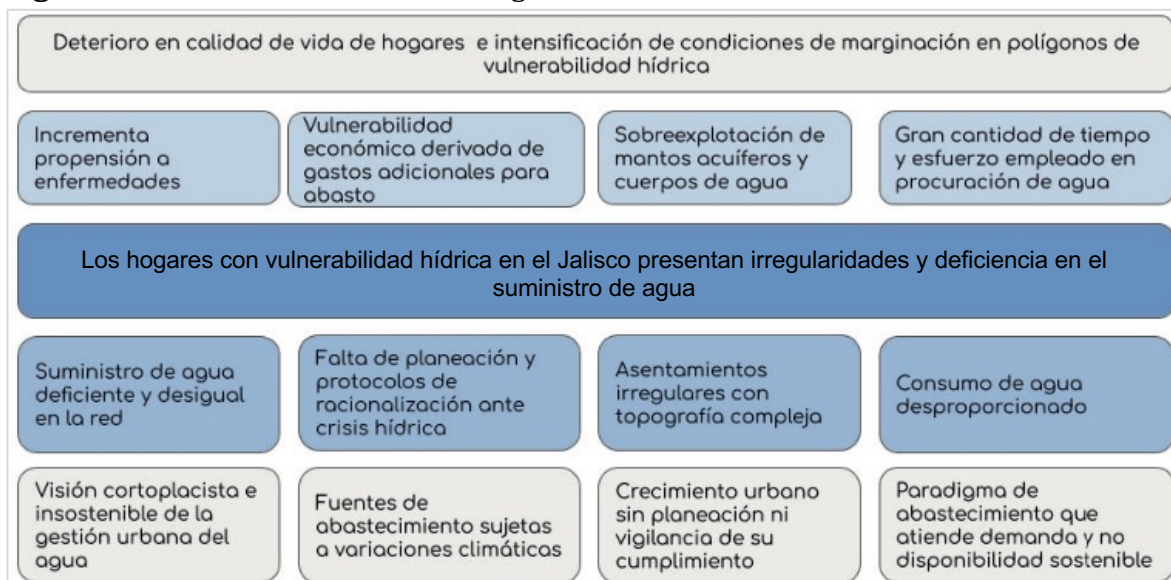 Deterioro en calidad de vida de hogares e intensificación de condiciones de marginación en polígonos de
vulnerabilidad hídrica
Incrementa
propensión a
enfermedades
Vulnerabilidad
económica derivada de
gastos adicionales para
abasto
Sobreexplotación de
mantos acuíferos y
cuerpos de agua
Gran cantidad de tiempo
y esfuerzo empleado en
procuración de agua
Los hogares con vulnerabilidad hídrica en el Jalisco presentan irregularidades y deficiencia en el
suministro de agua
Suministro de agua
deficiente y desigual
en la red
Falta de planeación y
protocolos de
racionalización ante
crisis hídrica
Asentamientos
irregulares con
topografía compleja
Consumo de agua
desproporcionado
Visión cortoplacista e
insostenible de la
gestión urbana del
agua
Fuentes de
abastecimiento sujetas
a variaciones climáticas
Crecimiento urbano
sin planeación ni
vigilancia de su
cumplimiento
Paradigma de
abastecimiento que
atiende demanda y no
disponibilidad sostenible